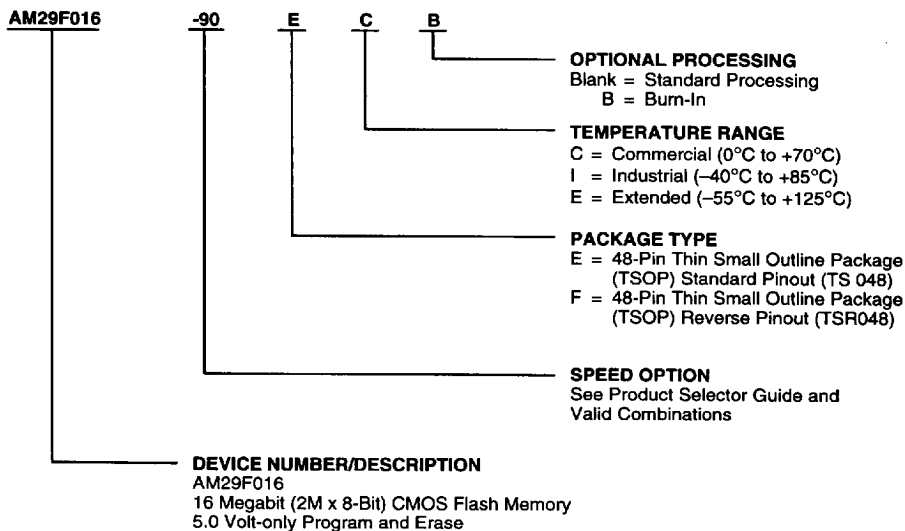 AM29F016 -90 E C B
OPTIONAL PROCESSING
Blank = Standard Processing
B = Burn-In
TEMPERATURE RANGE
C = Commercial (0°C to +70°C)
I = Industrial (–40°C to +85°C)
E = Extended (–55°C to +125°C)
PACKAGE TYPE
E = 48-Pin Thin Small Outline Package
(TSOP) Standard Pinout (TS 048)
F = 48-Pin Thin Small Outline Package
(TSOP) Reverse Pinout (TSR048)
SPEED OPTION
See Product Selector Guide and
Valid Combinations
DEVICE NUMBER/DESCRIPTION
AM29F016
16 Megabit (2M x 8-Bit) CMOS Flash Memory
5.0 Volt-only Program and Erase